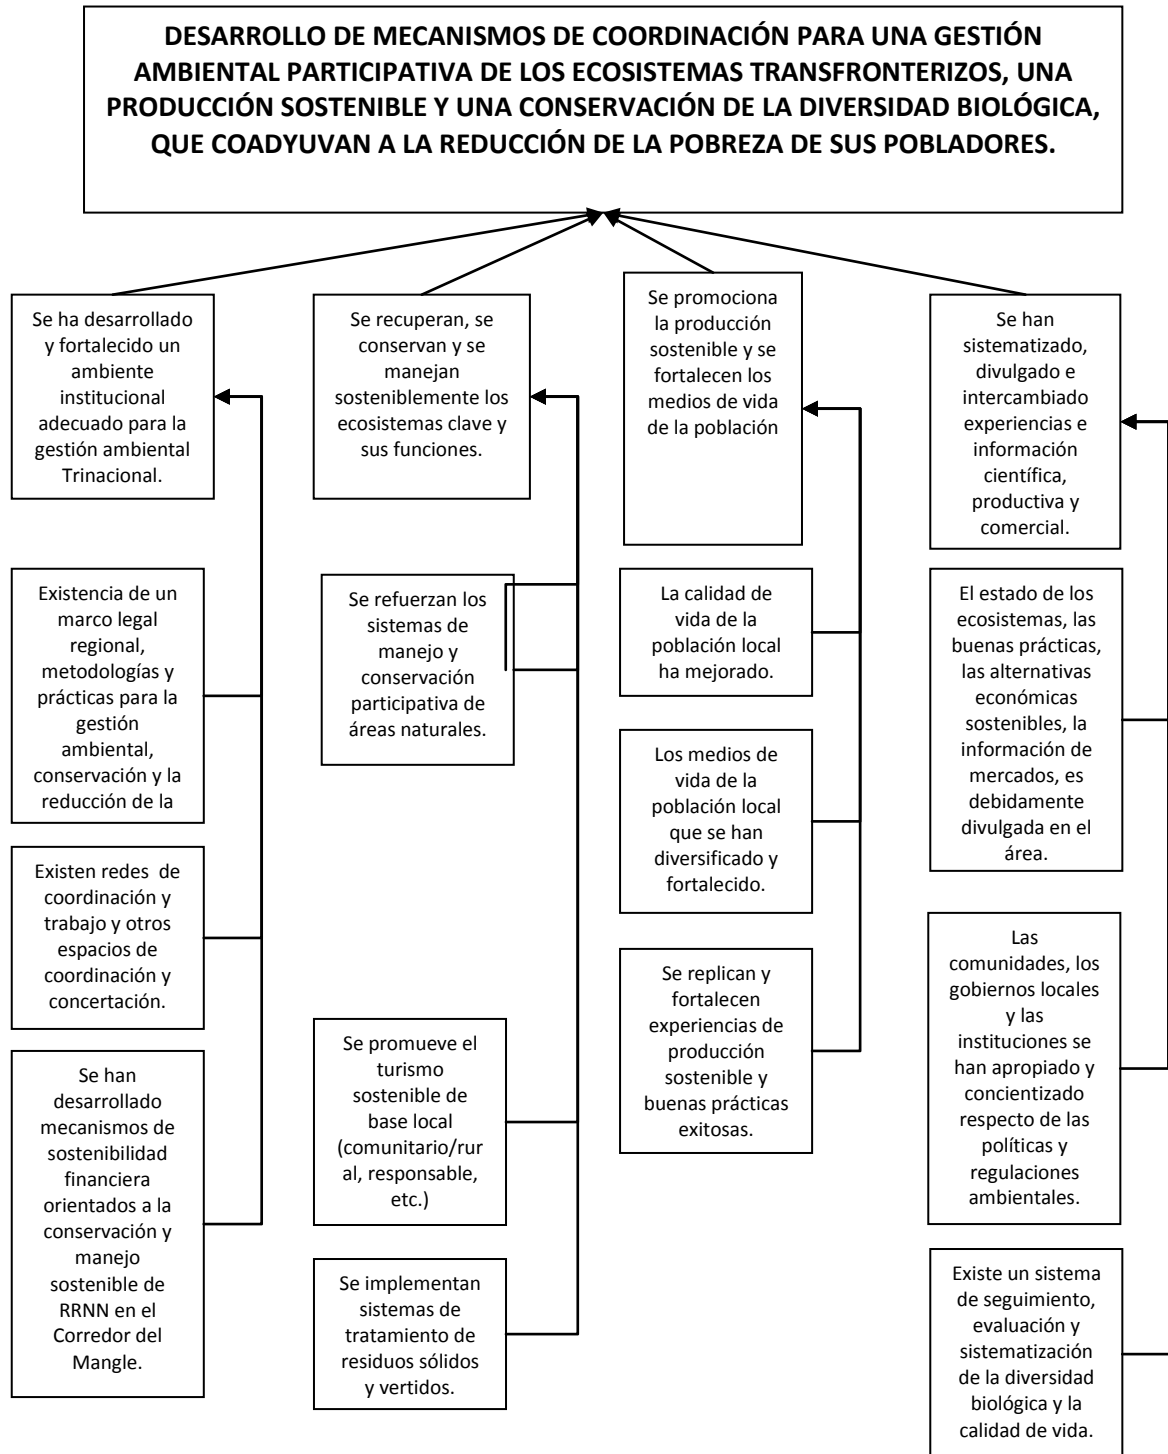 DESARROLLO DE MECANISMOS DE COORDINACIÓN PARA UNA GESTIÓN
AMBIENTAL PARTICIPATIVA DE LOS ECOSISTEMAS TRANSFRONTERIZOS, UNA
PRODUCCIÓN SOSTENIBLE Y UNA CONSERVACIÓN DE LA DIVERSIDAD BIOLÓGICA,
QUE COADYUVAN A LA REDUCCIÓN DE LA POBREZA DE SUS POBLADORES.
Se ha desarrollado
y fortalecido un
ambiente
institucional
adecuado para la
gestión ambiental
Trinacional.
Existencia de un
marco legal
regional,
metodologías y
prácticas para la
gestión
ambiental,
conservación y la
reducción de la
Existen redes de
coordinación y
trabajo y otros
espacios de
coordinación y
concertación.
Se han
desarrollado
mecanismos de
sostenibilidad
financiera
orientados a la
conservación y
manejo
sostenible de
RRNN en el
Corredor del
Mangle.
Se recuperan, se
conservan y se
manejan
sosteniblemente los
ecosistemas clave y
sus funciones.
Se refuerzan los
sistemas de
manejo y
conservación
participativa de
áreas naturales.
Se promueve el
turismo
sostenible de
base local
(comunitario/rur
al, responsable,
etc.)
Se implementan
sistemas de
tratamiento de
residuos sólidos
y vertidos.
Se promociona
la producción
sostenible y se
fortalecen los
medios de vida
de la población
La calidad de
vida de la
población local
ha mejorado.
Los medios de
vida de la
población local
que se han
diversificado y
fortalecido.
Se replican y
fortalecen
experiencias de
producción
sostenible y
buenas prácticas
exitosas.
Se han
sistematizado,
divulgado e
intercambiado
experiencias e
información
científica,
productiva y
comercial.
El estado de los
ecosistemas, las
buenas prácticas,
las alternativas
económicas
sostenibles, la
información de
mercados, es
debidamente
divulgada en el
área.
Las
comunidades, los
gobiernos locales
y las
instituciones se
han apropiado y
concientizado
respecto de las
políticas y
regulaciones
ambientales.
Existe un sistema
de seguimiento,
evaluación y
sistematización
de la diversidad
biológica y la
calidad de vida.